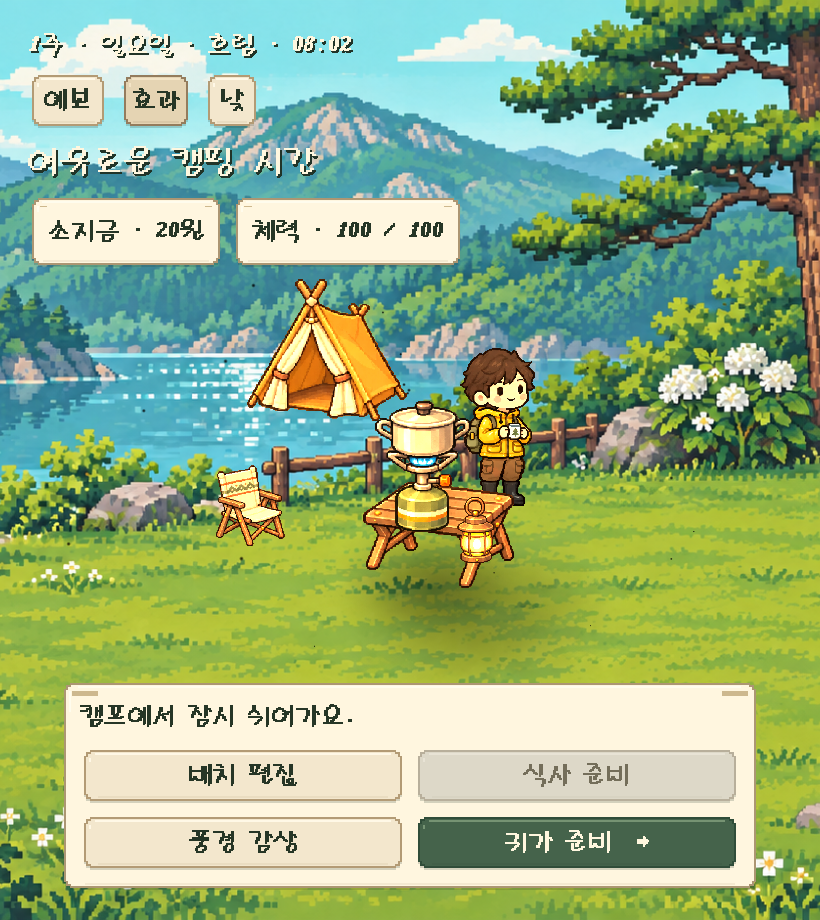 1주 · 일요일 · 흐림 · 08:02
예보 효과 낮
여유로운 캠핑 시간
소지금 · 20원 체력 · 100 / 100
캠프에서 잠시 쉬어가요.
배치 편집 식사 준비
풍경 감상 귀가 준비 →